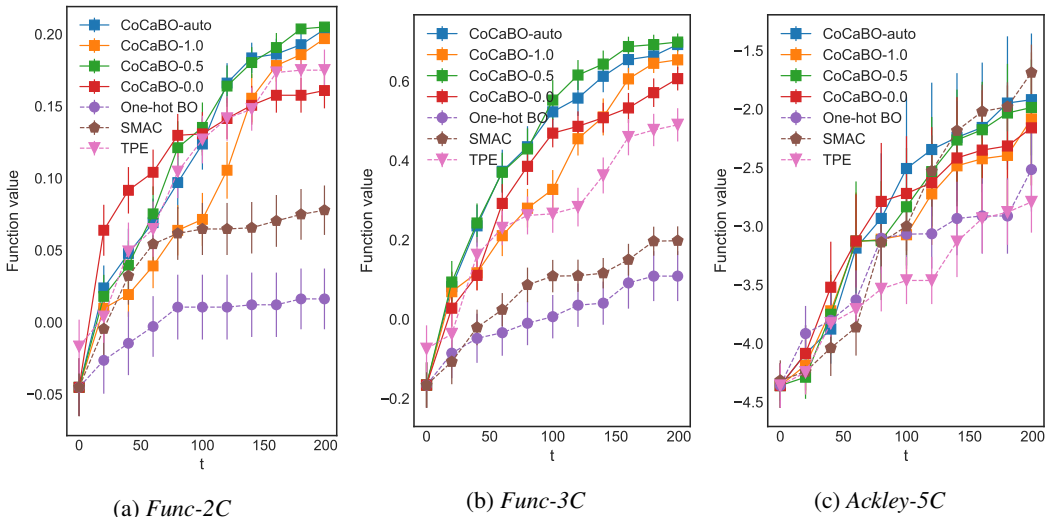 0.20
0.15
0.10
0.05
0.00
−0.05
Function value
CoCaBO-auto
CoCaBO-1.0
CoCaBO-0.5
CoCaBO-0.0
One-hot BO
SMAC
TPE
0 50 100 150 200
t
(a) Func-2C
0.6
0.4
0.2
0.0
−0.2
Function value
CoCaBO-auto
CoCaBO-1.0
CoCaBO-0.5
CoCaBO-0.0
One-hot BO
SMAC
TPE
0 50 100 150 200
t
(b) Func-3C
−1.5
−2.0
−2.5
−3.0
−3.5
−4.0
−4.5
Function value
CoCaBO-auto
CoCaBO-1.0
CoCaBO-0.5
CoCaBO-0.0
One-hot BO
SMAC
TPE
0 50 100 150 200
t
(c) Ackley-5C